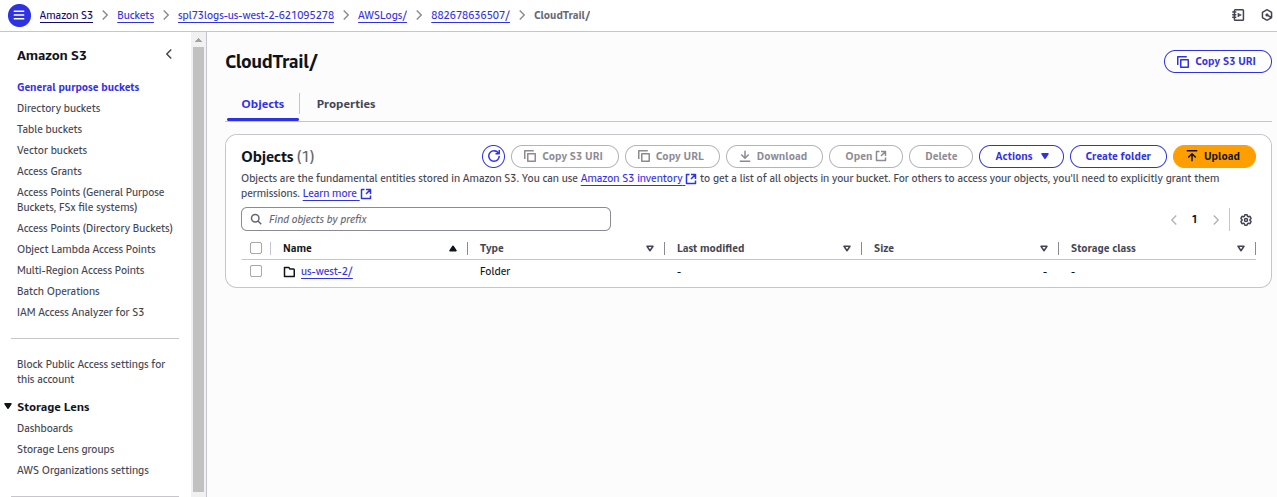 Amazon S3 > Buckets > spl73logs-us-west-2-621095278 > AWSLogs/ > 882678636507/ > CloudTrail/
Amazon S3
General purpose buckets
Directory buckets
Table buckets
Vector buckets
Access Grants
Access Points (General Purpose
Buckets, FSx file systems)
Access Points (Directory Buckets)
Object Lambda Access Points
Multi-Region Access Points
Batch Operations
IAM Access Analyzer for S3
Block Public Access settings for
this account
Storage Lens
Dashboards
Storage Lens groups
AWS Organizations settings
CloudTrail/
Copy S3 URI
Objects Properties
Objects (1)
Copy S3 URI Copy URL Download Open Delete Actions Create folder Upload
Objects are the fundamental entities stored in Amazon S3. You can use Amazon S3 inventory to get a list of all objects in your bucket. For others to access your objects, you'll need to explicitly grant them
permissions. Learn more
Find objects by prefix
1
Name Type Last modified Size Storage class
us-west-2/ Folder - - -